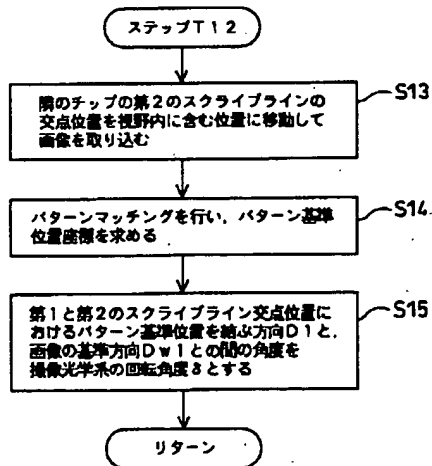 ステップT12
隣のチップの第2のスクライブラインの
交点位置を視野内に含む位置に移動して
画像を取り込む
S13
パターンマッチングを行い，パターン基準
位置座標を求める
S14
第1と第2のスクライブライン交点位置に
おけるパターン基準位置を結ぶ方向D1と，
画像の基準方向Dw1との間の角度を
撮像光学系の回転角度δとする
S15
リターン